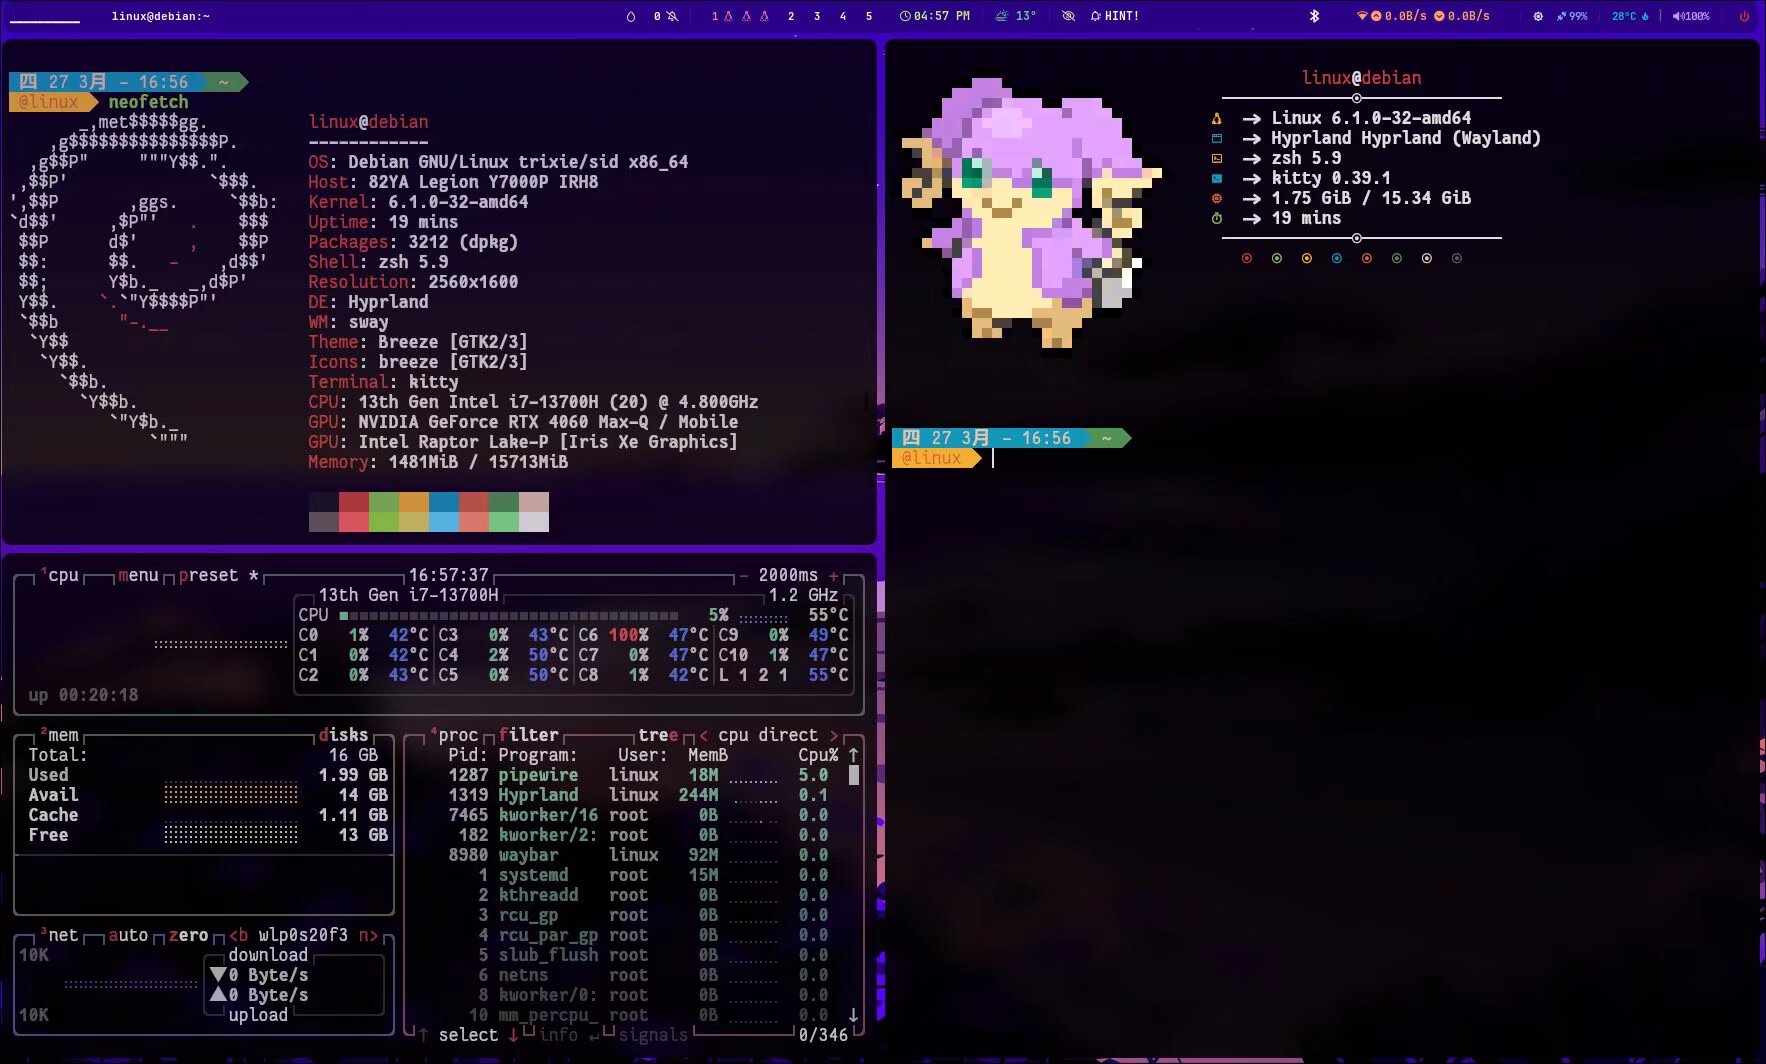 linux@debian:~ 0 1 2 3 4 5 04:57 PM 13° HINT! 0.0B/s 0.0B/s 99% 28°C 100%
四 27 3月 - 16:56 ~
@linux neofetch
_,met$$$$$gg.
,g$$$$$$$$$$$$$$$P.
,g$$P" """Y$$.".
,$$P' `$$$.
',$$P ,ggs. `$$b:
`d$$' ,$P"' . $$$
$$P d$' , $$P
$$: $$. - ,d$$'
$$; Y$b._ _,d$P'
Y$$. `.`"Y$$$$P"'
`$$b "-.__
`Y$$
`Y$$.
`$$b.
`Y$$b.
`"Y$b._
`"""
linux@debian
------------
OS: Debian GNU/Linux trixie/sid x86_64
Host: 82YA Legion Y7000P IRH8
Kernel: 6.1.0-32-amd64
Uptime: 19 mins
Packages: 3212 (dpkg)
Shell: zsh 5.9
Resolution: 2560x1600
DE: Hyprland
WM: sway
Theme: Breeze [GTK2/3]
Icons: breeze [GTK2/3]
Terminal: kitty
CPU: 13th Gen Intel i7-13700H (20) @ 4.800GHz
GPU: NVIDIA GeForce RTX 4060 Max-Q / Mobile
GPU: Intel Raptor Lake-P [Iris Xe Graphics]
Memory: 1481MiB / 15713MiB
linux@debian
→ Linux 6.1.0-32-amd64
→ Hyprland Hyprland (Wayland)
→ zsh 5.9
→ kitty 0.39.1
→ 1.75 GiB / 15.34 GiB
→ 19 mins
四 27 3月 - 16:56 ~
@linux
¹cpu menu preset * 16:57:37 - 2000ms +
13th Gen i7-13700H 1.2 GHz
CPU 5% 55°C
C0 1% 42°C C3 0% 43°C C6 100% 47°C C9 0% 49°C
C1 0% 42°C C4 2% 50°C C7 0% 47°C C10 1% 47°C
C2 0% 43°C C5 0% 50°C C8 1% 42°C L 1 2 1 55°C
up 00:20:18
²mem disks
Total: 16 GB
Used 1.99 GB
Avail 14 GB
Cache 1.11 GB
Free 13 GB
³net auto zero <b wlp0s20f3 n>
10K download
▼0 Byte/s
▲0 Byte/s
10K upload
⁴proc filter tree < cpu direct >
Pid: Program: User: MemB Cpu% ↑
1287 pipewire linux 18M 5.0
1319 Hyprland linux 244M 0.1
7465 kworker/16 root 0B 0.0
182 kworker/2: root 0B 0.0
8980 waybar linux 92M 0.0
1 systemd root 15M 0.0
2 kthreadd root 0B 0.0
3 rcu_gp root 0B 0.0
4 rcu_par_gp root 0B 0.0
5 slub_flush root 0B 0.0
6 netns root 0B 0.0
8 kworker/0: root 0B 0.0
10 mm_percpu_ root 0B 0.0 ↓
↑ select ↓ info ↵ signals 0/346